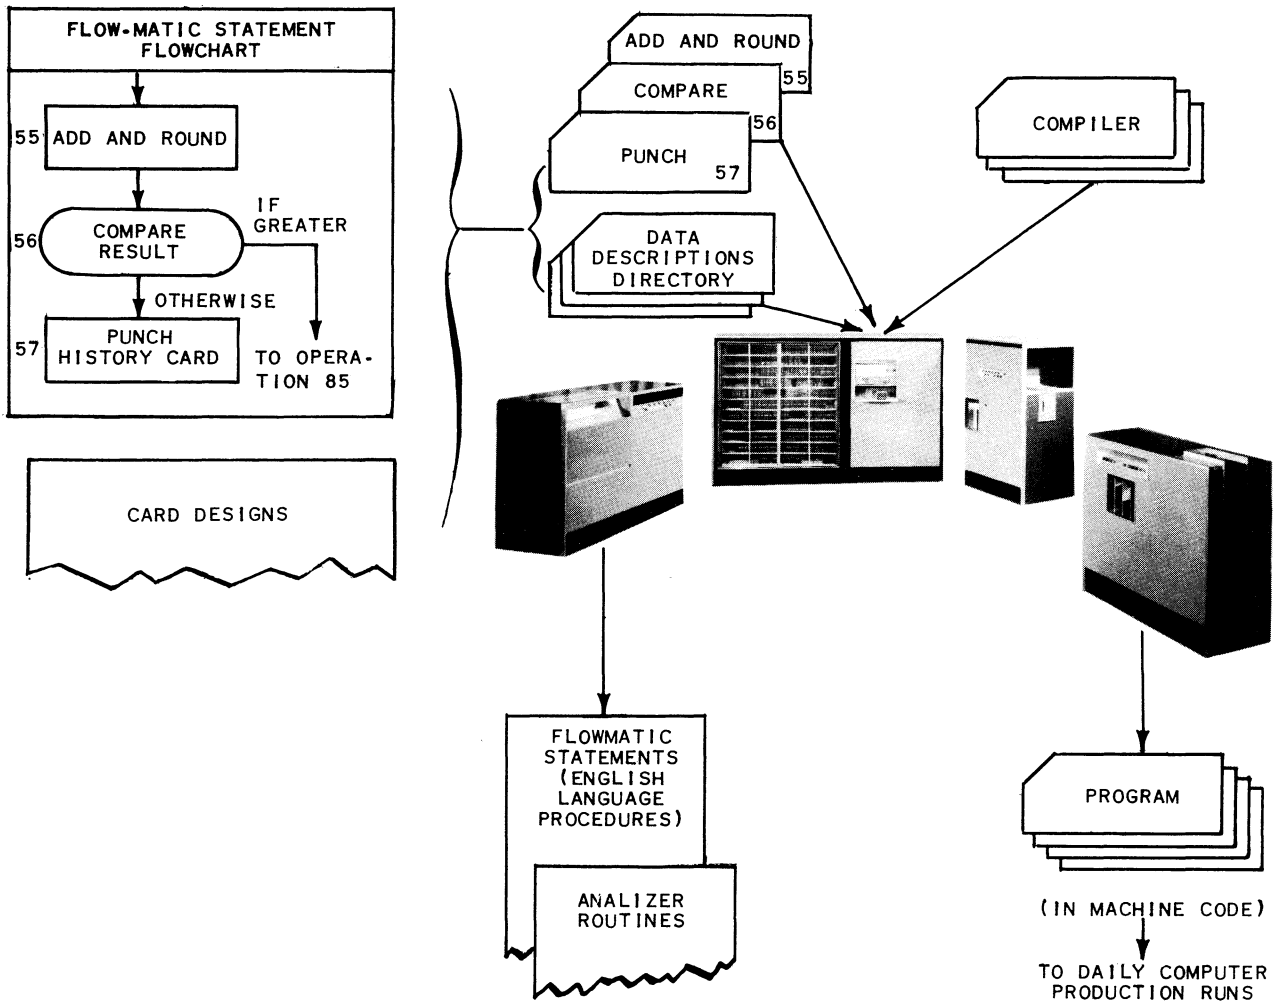 FLOW-MATIC STATEMENT
FLOWCHART
55
ADD AND ROUND
56
COMPARE
RESULT
IF
GREATER
OTHERWISE
57
PUNCH
HISTORY CARD
TO OPERA-
TION 85
CARD DESIGNS
ADD AND ROUND
55
COMPARE
56
PUNCH
57
DATA
DESCRIPTIONS
DIRECTORY
COMPILER
FLOWMATIC
STATEMENTS
(ENGLISH
LANGUAGE
PROCEDURES)
ANALIZER
ROUTINES
PROGRAM
(IN MACHINE CODE)
TO DAILY COMPUTER
PRODUCTION RUNS